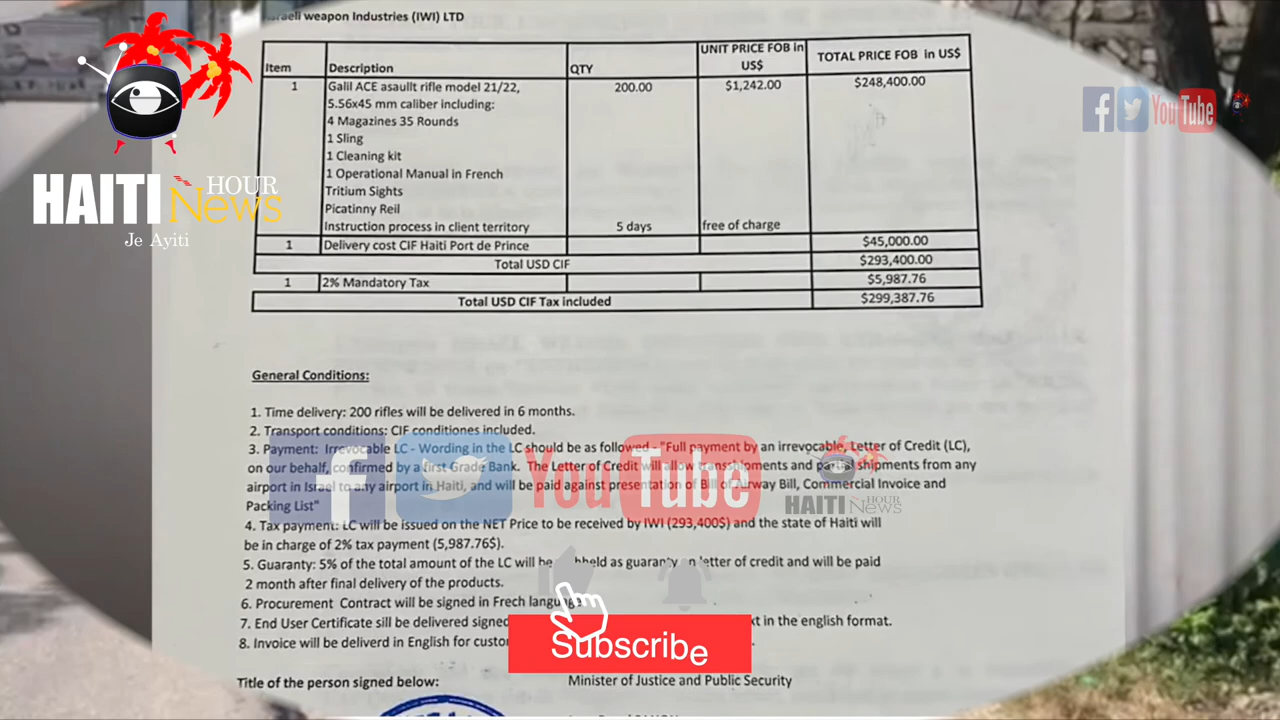 Israeli weapon Industries (IWI) LTD
Item Description QTY UNIT PRICE FOB in US$ TOTAL PRICE FOB in US$
1 Galil ACE asaullt rifle model 21/22, 200.00 $1,242.00 $248,400.00
5.56x45 mm caliber including:
4 Magazines 35 Rounds
1 Sling
1 Cleaning kit
1 Operational Manual in French
Tritium Sights
Picatinny Reil
Instruction process in client territory 5 days free of charge
1 Delivery cost CIF Haiti Port de Prince $45,000.00
Total USD CIF $293,400.00
1 2% Mandatory Tax $5,987.76
Total USD CIF Tax included $299,387.76
HAITI HOUR News
Je Ayiti
f YouTube
General Conditions:
1. Time delivery: 200 rifles will be delivered in 6 months.
2. Transport conditions: CIF conditiones included.
3. Payment: Irrevocable LC - Wording in the LC should be as followed - "Full payment by an irrevocable, Letter of Credit (LC),
on our behalf, confirmed by a first Grade Bank. The Letter of Credit will allow transshipments and shipments from any
airport in Israel to any airport in Haiti, and will be paid against presentation of Bill of Airway Bill, Commercial Invoice and
Packing List"
4. Tax payment: LC will be issued on the NET Price to be received by IWI (293,400$) and the state of Haiti will
be in charge of 2% tax payment (5,987.76$).
5. Guaranty: 5% of the total amount of the LC will be as guaranty letter of credit and will be paid
2 month after final delivery of the products.
6. Procurement Contract will be signed in Frech language
7. End User Certificate sill be delivered signed in the english format.
8. Invoice will be deliverd in English for
Title of the person signed below: Minister of Justice and Public Security
f YouTube
HAITI HOUR News
Subscribe